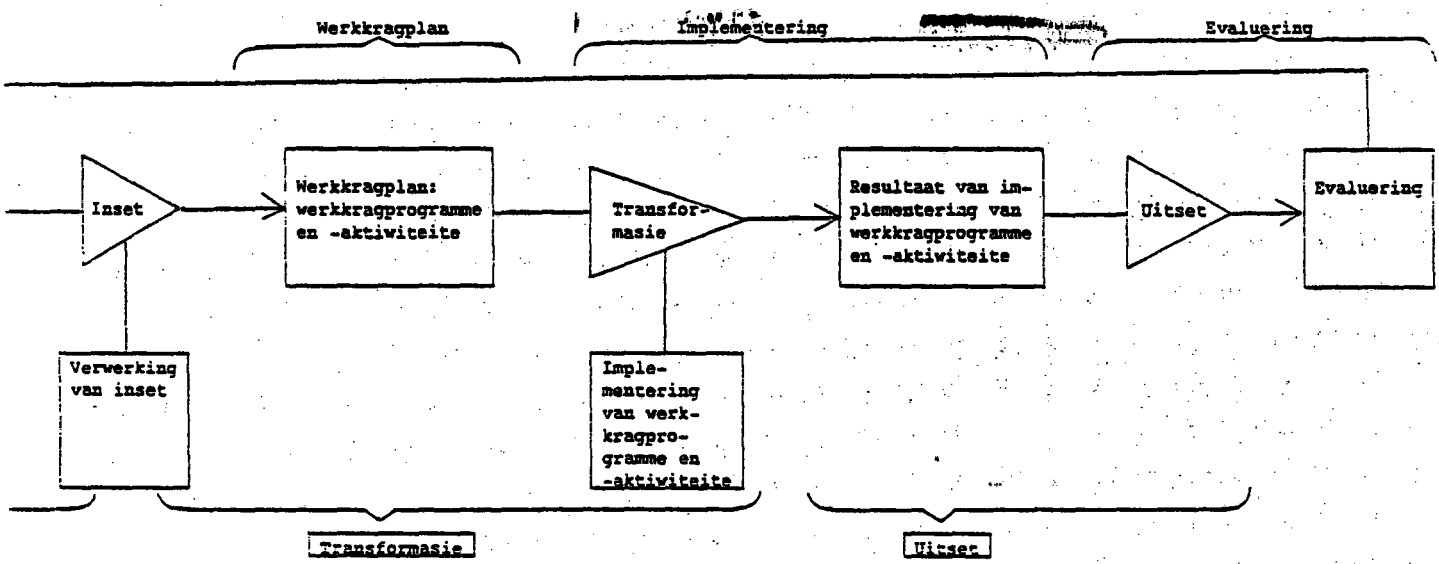 Werkkragplan
Implementering
Evaluering
Inset
Werkkragplan:
werkkragprogramme
en -aktiwiteite
Transfor-
masie
Resultaat van im-
plementering van
werkkragprogramme
en -aktiwiteite
Uitset
Evaluering
Verwerking
van inset
Imple-
mentering
van werk-
kragpro-
gramme en
-aktiwiteite
Transformasie
Uitset